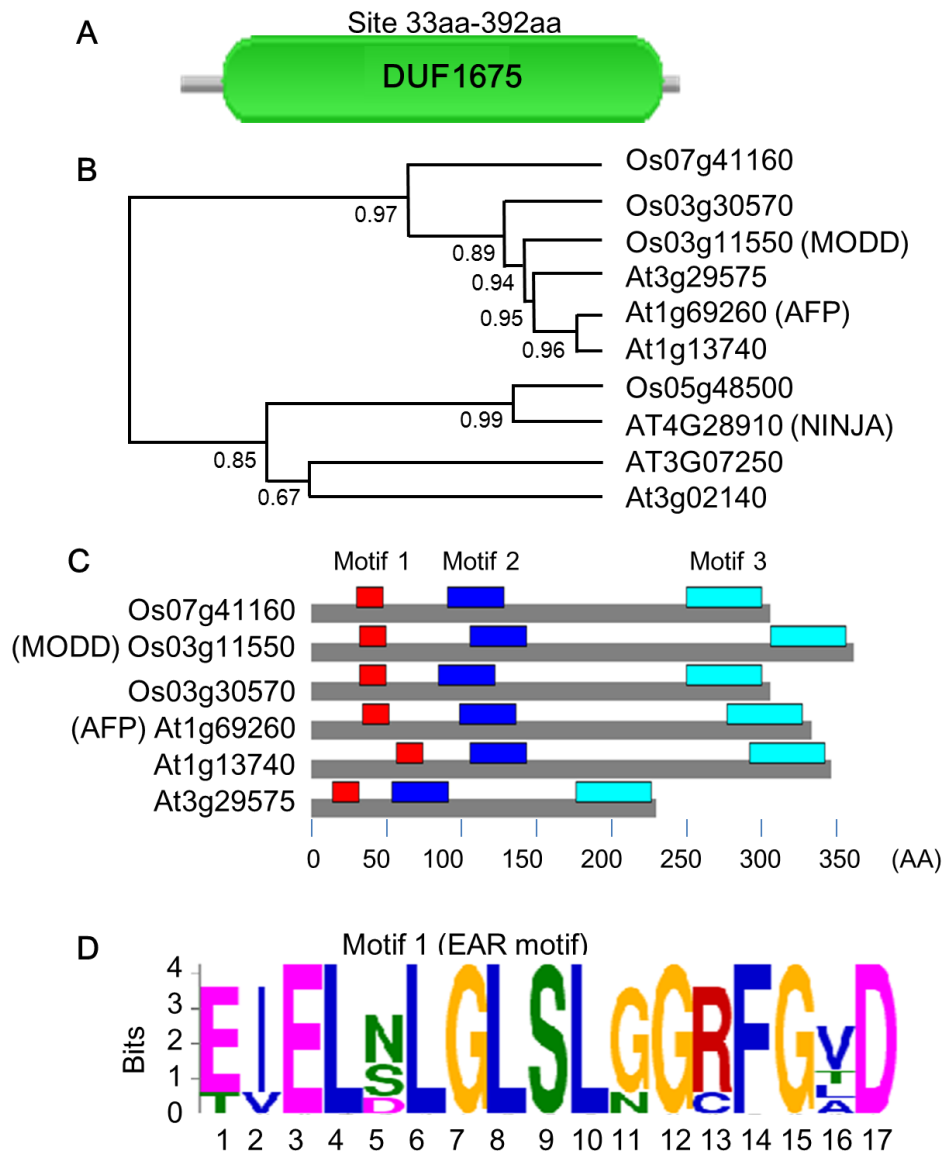 A
Site 33aa-392aa
DUF1675
B
Os07g41160
0.97
Os03g30570
0.89
Os03g11550 (MODD)
0.94
At3g29575
0.95
At1g69260 (AFP)
0.96
At1g13740
Os05g48500
0.99
AT4G28910 (NINJA)
0.85
AT3G07250
0.67
At3g02140
C
Motif 1 Motif 2 Motif 3
Os07g41160
(MODD) Os03g11550
Os03g30570
(AFP) At1g69260
At1g13740
At3g29575
0 50 100 150 200 250 300 350 (AA)
D
Motif 1 (EAR motif)
Bits
4
3
2
1
0
E I E L N L G L S L G G R F G V D
T V S N C T
D L
A
1 2 3 4 5 6 7 8 9 10 11 12 13 14 15 16 17